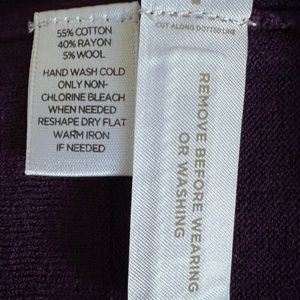 55% COTTON
40% RAYON
5% WOOL
HAND WASH COLD
ONLY NON-
CHLORINE BLEACH
WHEN NEEDED
RESHAPE DRY FLAT
WARM IRON
IF NEEDED
CUT ALONG DOTTED LINE
REMOVE BEFORE WEARING
OR WASHING